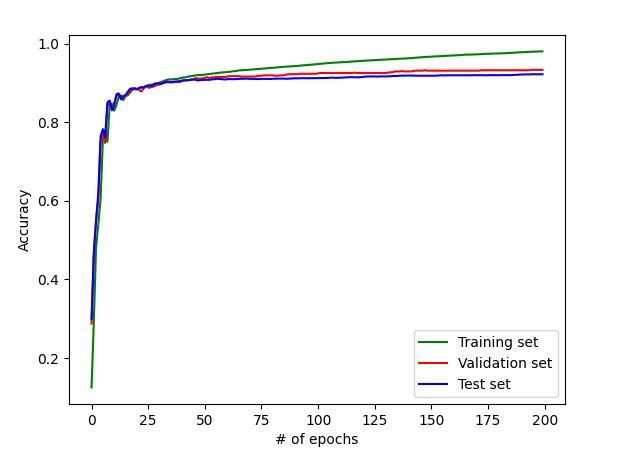 1.0
0.8
0.6
0.4
0.2
Accuracy
0 25 50 75 100 125 150 175 200
# of epochs
Training set
Validation set
Test set